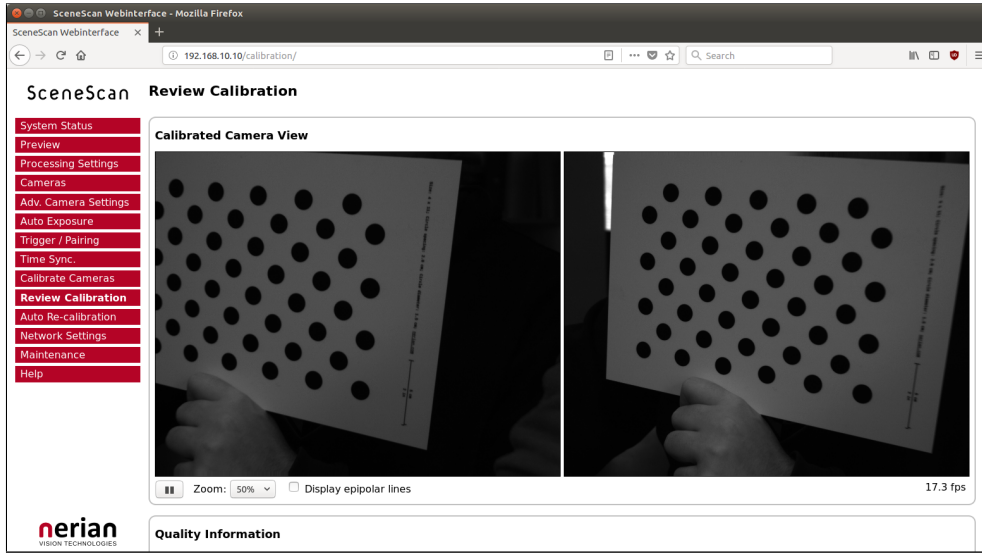 SceneScan Webinterface - Mozilla Firefox
SceneScan Webinterface × +
192.168.10.10/calibration/
Search
SceneScan
Review Calibration
System Status
Preview
Processing Settings
Cameras
Adv. Camera Settings
Auto Exposure
Trigger / Pairing
Time Sync.
Calibrate Cameras
Review Calibration
Auto Re-calibration
Network Settings
Maintenance
Help
Calibrated Camera View
Zoom: 50% Display epipolar lines
17.3 fps
nerian
VISION TECHNOLOGIES
Quality Information